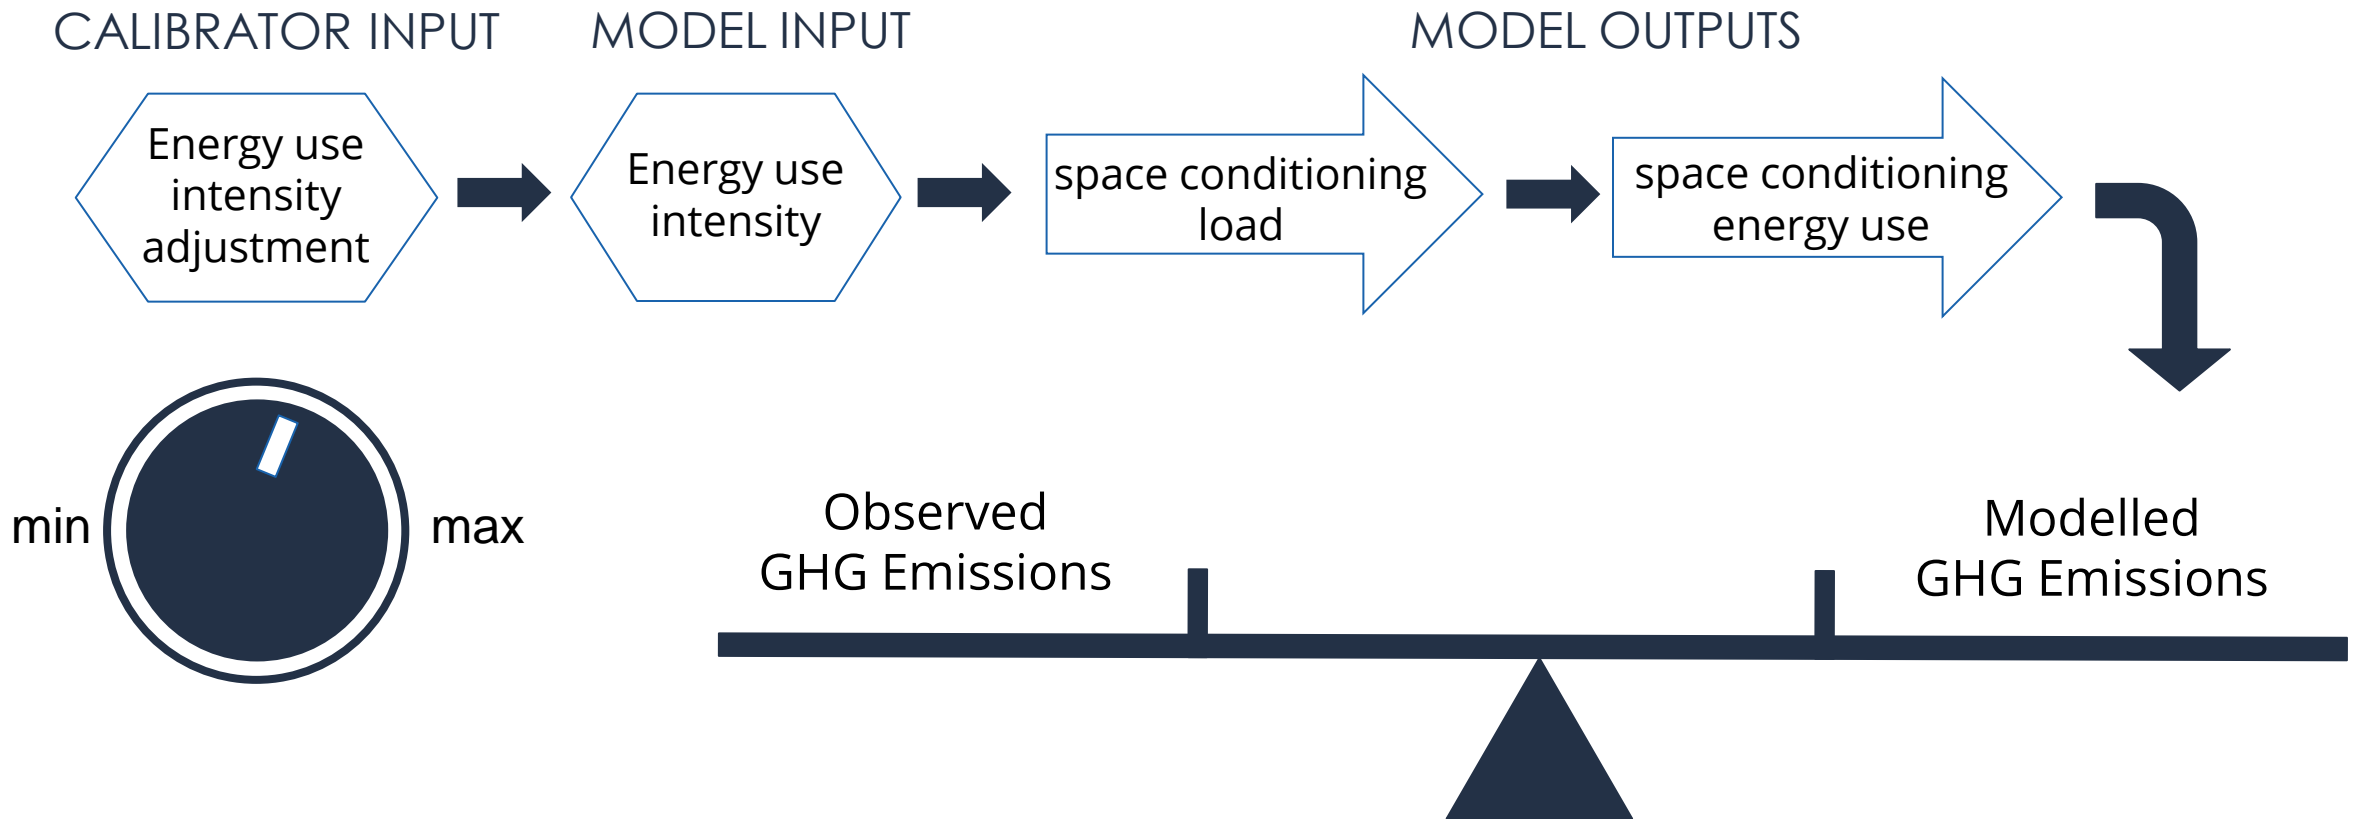 CALIBRATOR INPUT
MODEL INPUT
MODEL OUTPUTS
Energy use
intensity
adjustment
Energy use
intensity
space conditioning
load
space conditioning
energy use
min
max
Observed
GHG Emissions
Modelled
GHG Emissions